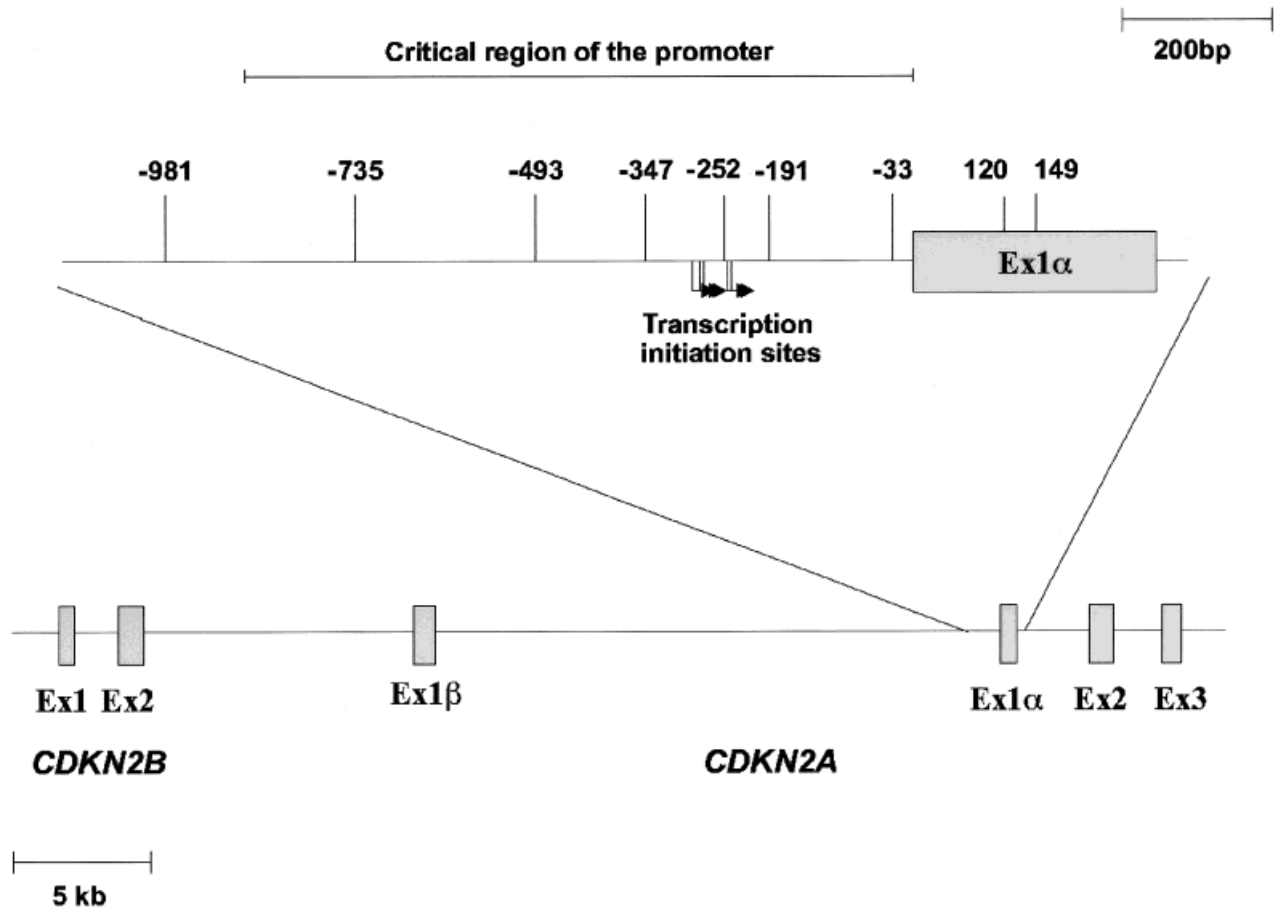 200bp
Critical region of the promoter
-981 -735 -493 -347 -252 -191 -33 120 149
Ex1α
Transcription
initiation sites
Ex1 Ex2 Ex1β Ex1α Ex2 Ex3
CDKN2B CDKN2A
5 kb